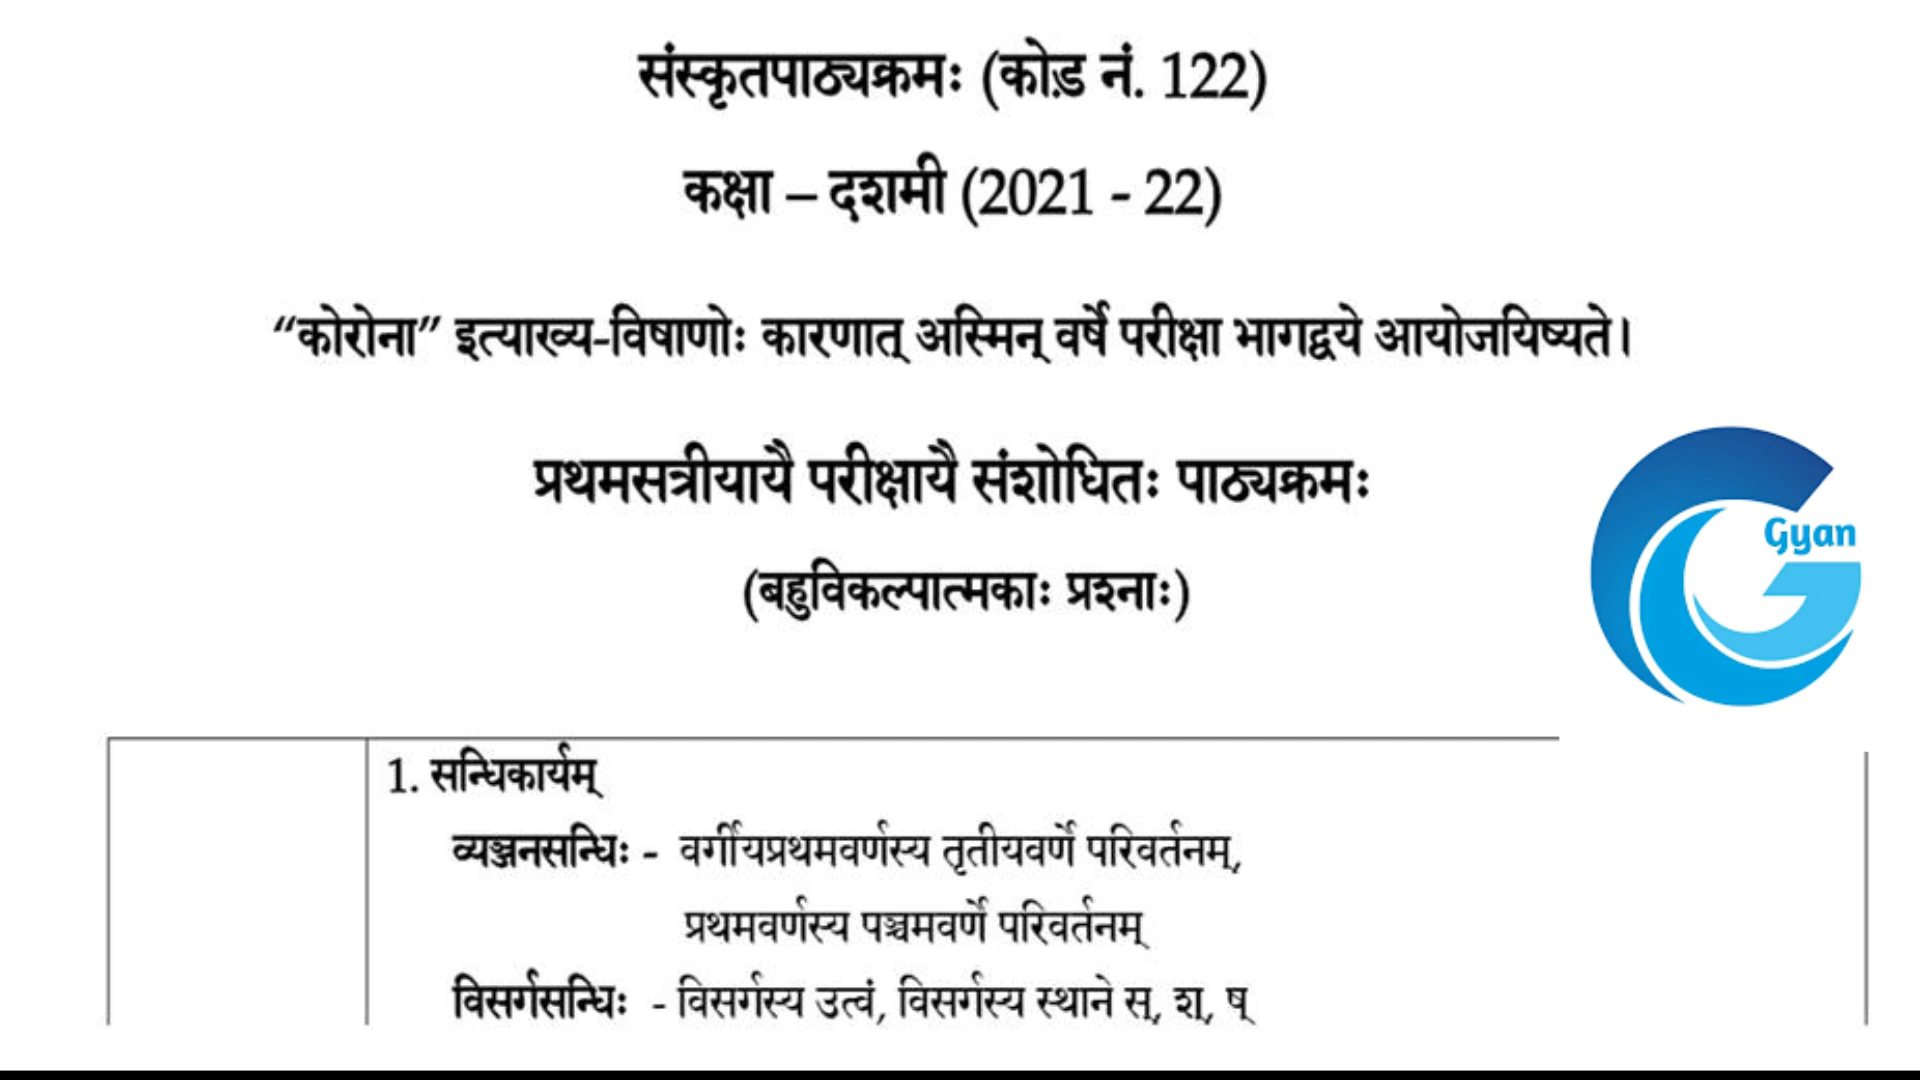 संस्कृतपाठ्यक्रमः (कोड़ नं. 122)
कक्षा – दशमी (2021 - 22)
“कोरोना” इत्याख्य-विषाणोः कारणात् अस्मिन् वर्षे परीक्षा भागद्वये आयोजयिष्यते।
प्रथमसत्रीयायै परीक्षायै संशोधितः पाठ्यक्रमः
(बहुविकल्पात्मकाः प्रश्नाः)
Gyan
1. सन्धिकार्यम्
व्यञ्जनसन्धिः - वर्गीयप्रथमवर्णस्य तृतीयवर्णे परिवर्तनम्,
प्रथमवर्णस्य पञ्चमवर्णे परिवर्तनम्
विसर्गसन्धिः - विसर्गस्य उत्वं, विसर्गस्य स्थाने स्, श्, ष्